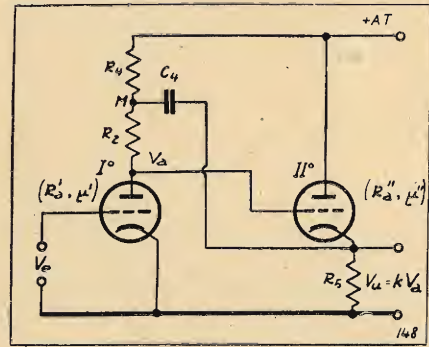 +AT
R4
C4
M
R2
I°
Va
II°
(R'a, μ')
(R"a, μ")
Ve
R5
Vu = kVa
148